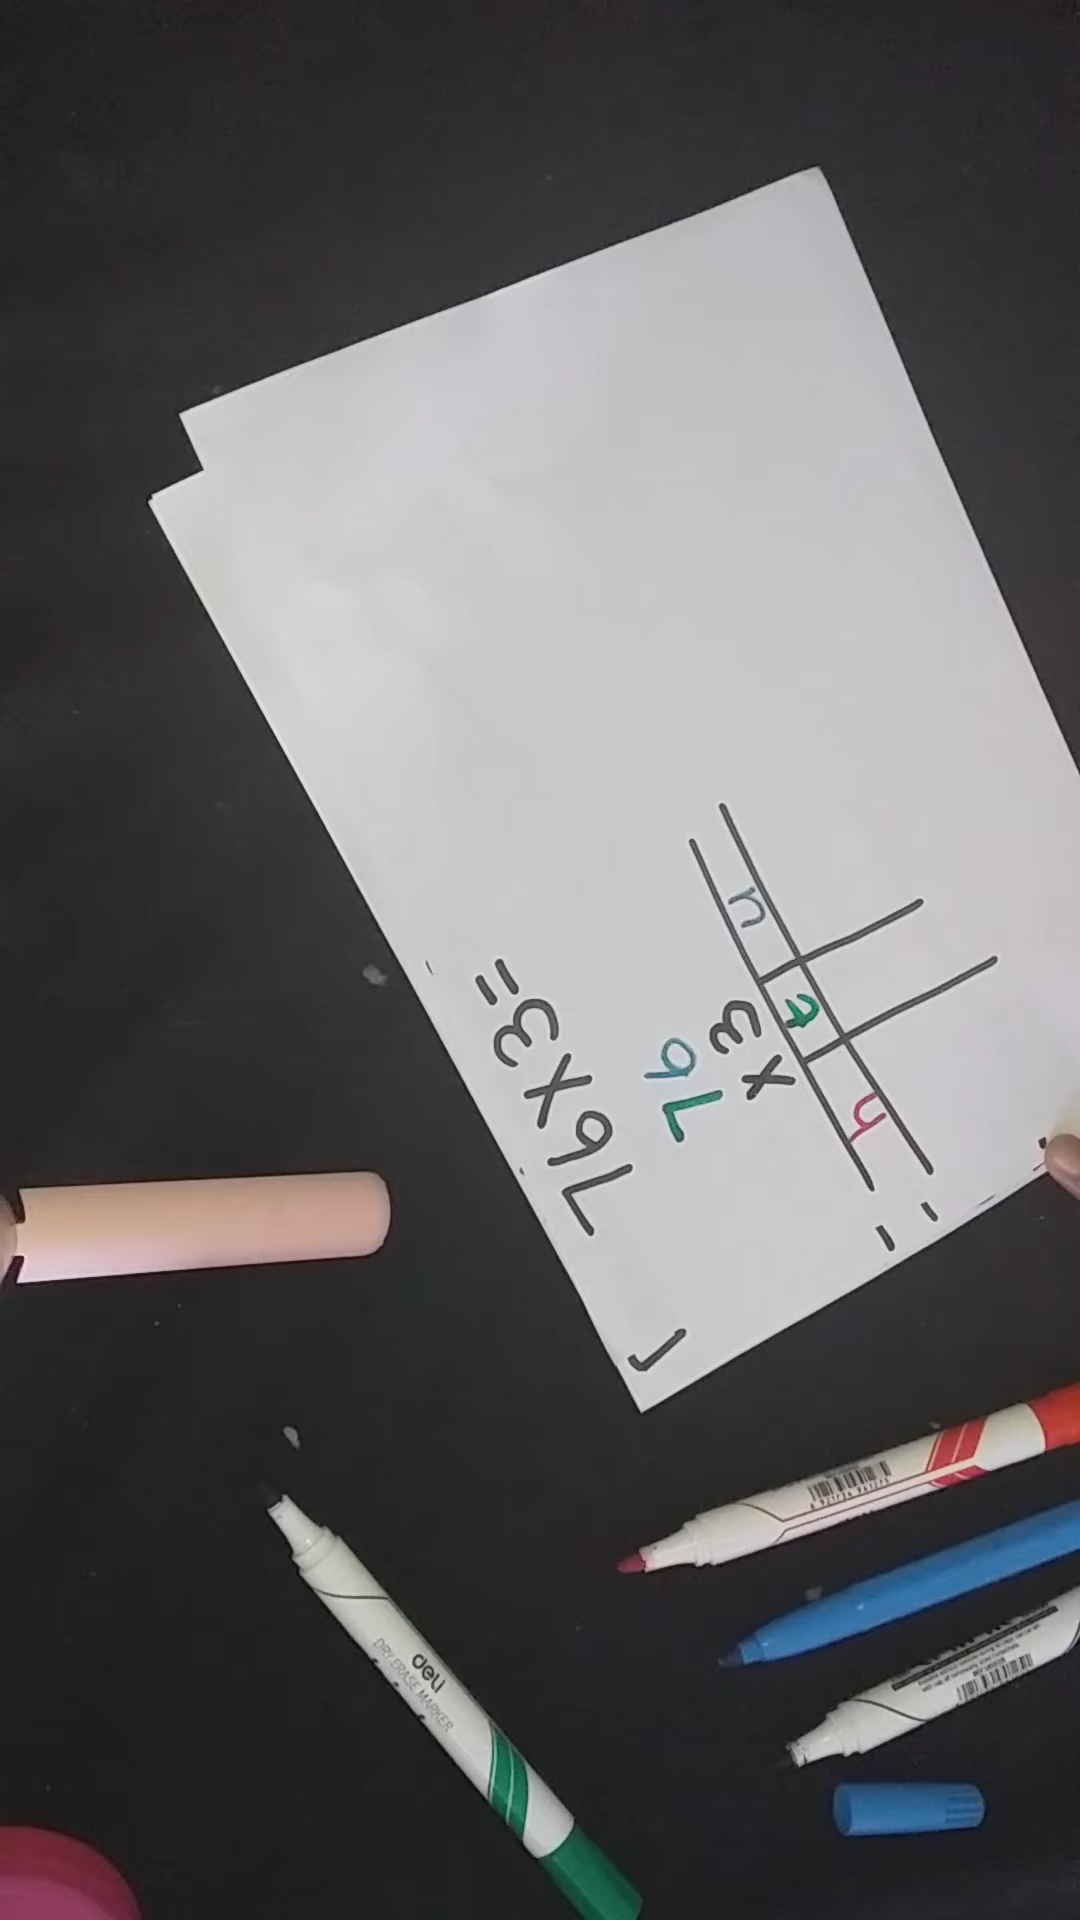 76x3=
76
x3
h t u
=
deli
DRY ERASE MARKER